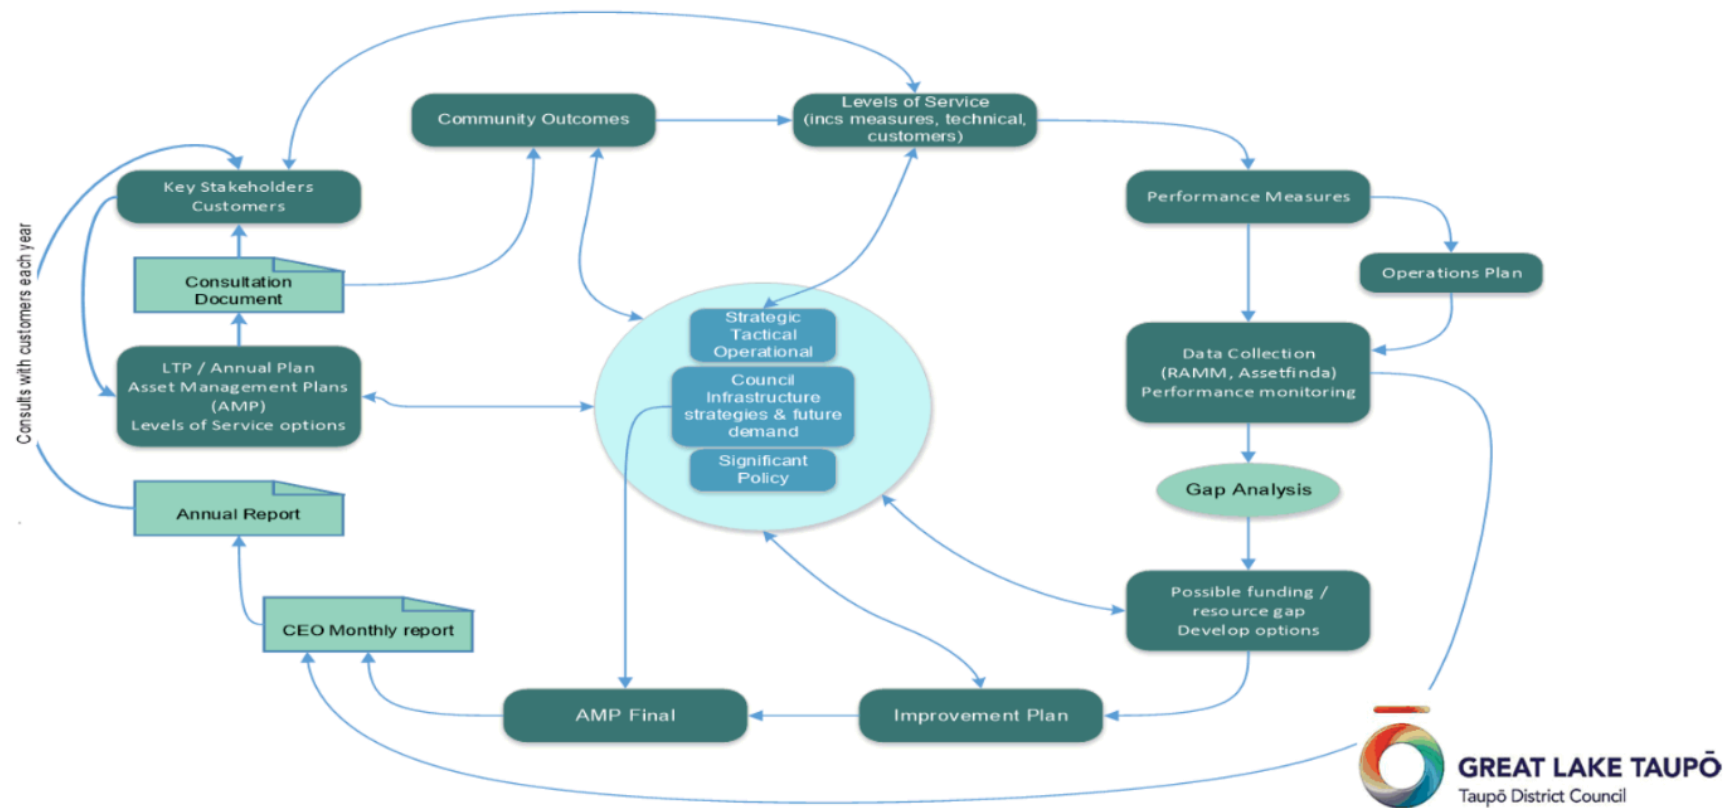 Levels of Service
(incs measures, technical,
customers)
Community Outcomes
Key Stakeholders
Customers
Performance Measures
Consults with customers each year
Operations Plan
Consultation
Document
Strategic
Tactical
Operational
LTP / Annual Plan
Asset Management Plans
(AMP)
Levels of Service options
Council
Infrastructure
strategies & future
demand
Data Collection
(RAMM, Assetfinda)
Performance monitoring
Significant
Policy
Gap Analysis
Annual Report
Possible funding /
resource gap
Develop options
CEO Monthly report
AMP Final
Improvement Plan
GREAT LAKE TAUPŌ
Taupō District Council